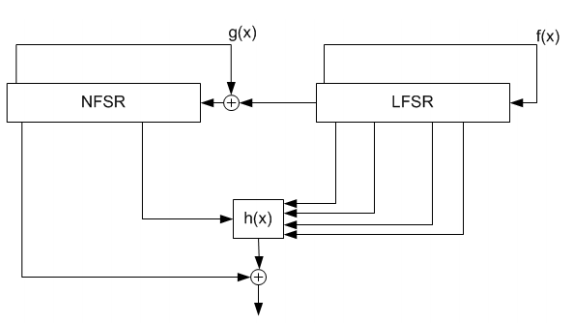 g(x)
f(x)
NFSR
LFSR
h(x)